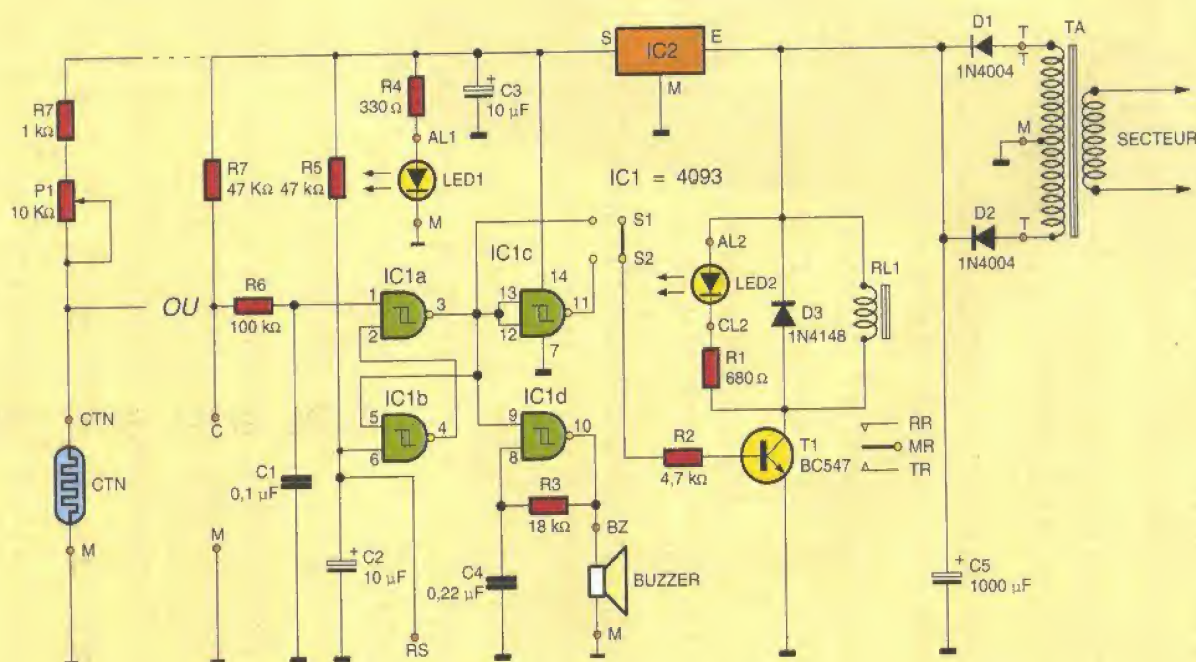 D1
TA
T
T
1N4004
S
IC2
E
M
R4
330 Ω
C3
10 µF
+
R7
1 kΩ
AL1
M
SECTEUR
R7
47 KΩ
R5
47 kΩ
LED1
IC1 = 4093
P1
10 KΩ
M
S1
S2
D2
T
1N4004
AL2
RL1
IC1a
IC1c
14
1
3
13
11
12
2
7
LED2
OU
R6
100 kΩ
D3
1N4148
CL2
R1
680 Ω
IC1b
IC1d
5
4
6
9
10
8
CTN
C
R2
4,7 kΩ
T1
BC547
RR
MR
TR
CTN
C1
0,1 µF
R3
18 kΩ
BZ
M
M
+
C2
10 µF
C4
0,22 µF
BUZZER
+
C5
1000 µF
RS
M